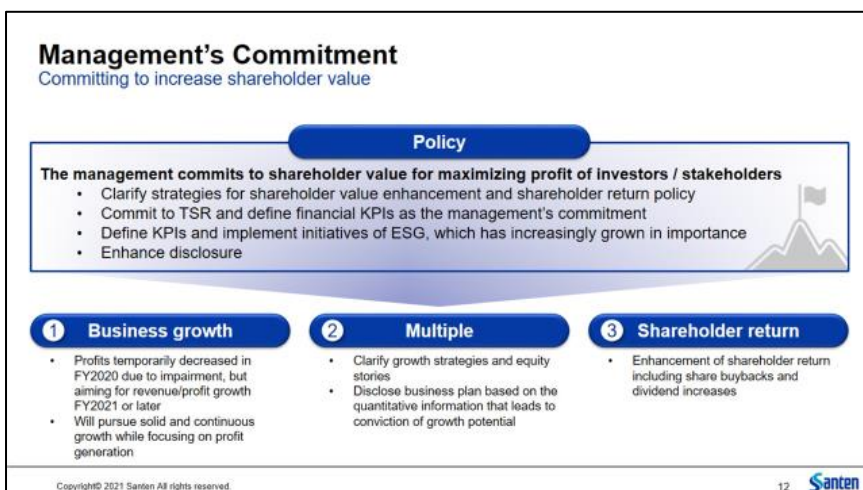 Management's Commitment
Committing to increase shareholder value
Policy
The management commits to shareholder value for maximizing profit of investors / stakeholders
• Clarify strategies for shareholder value enhancement and shareholder return policy
• Commit to TSR and define financial KPIs as the management's commitment
• Define KPIs and implement initiatives of ESG, which has increasingly grown in importance
• Enhance disclosure
1 Business growth
• Profits temporarily decreased in
FY2020 due to impairment, but
aiming for revenue/profit growth
FY2021 or later
• Will pursue solid and continuous
growth while focusing on profit
generation
2 Multiple
• Clarify growth strategies and equity
stories
• Disclose business plan based on the
quantitative information that leads to
conviction of growth potential
3 Shareholder return
• Enhancement of shareholder return
including share buybacks and
dividend increases
Copyright© 2021 Santen All rights reserved.
12
Santen